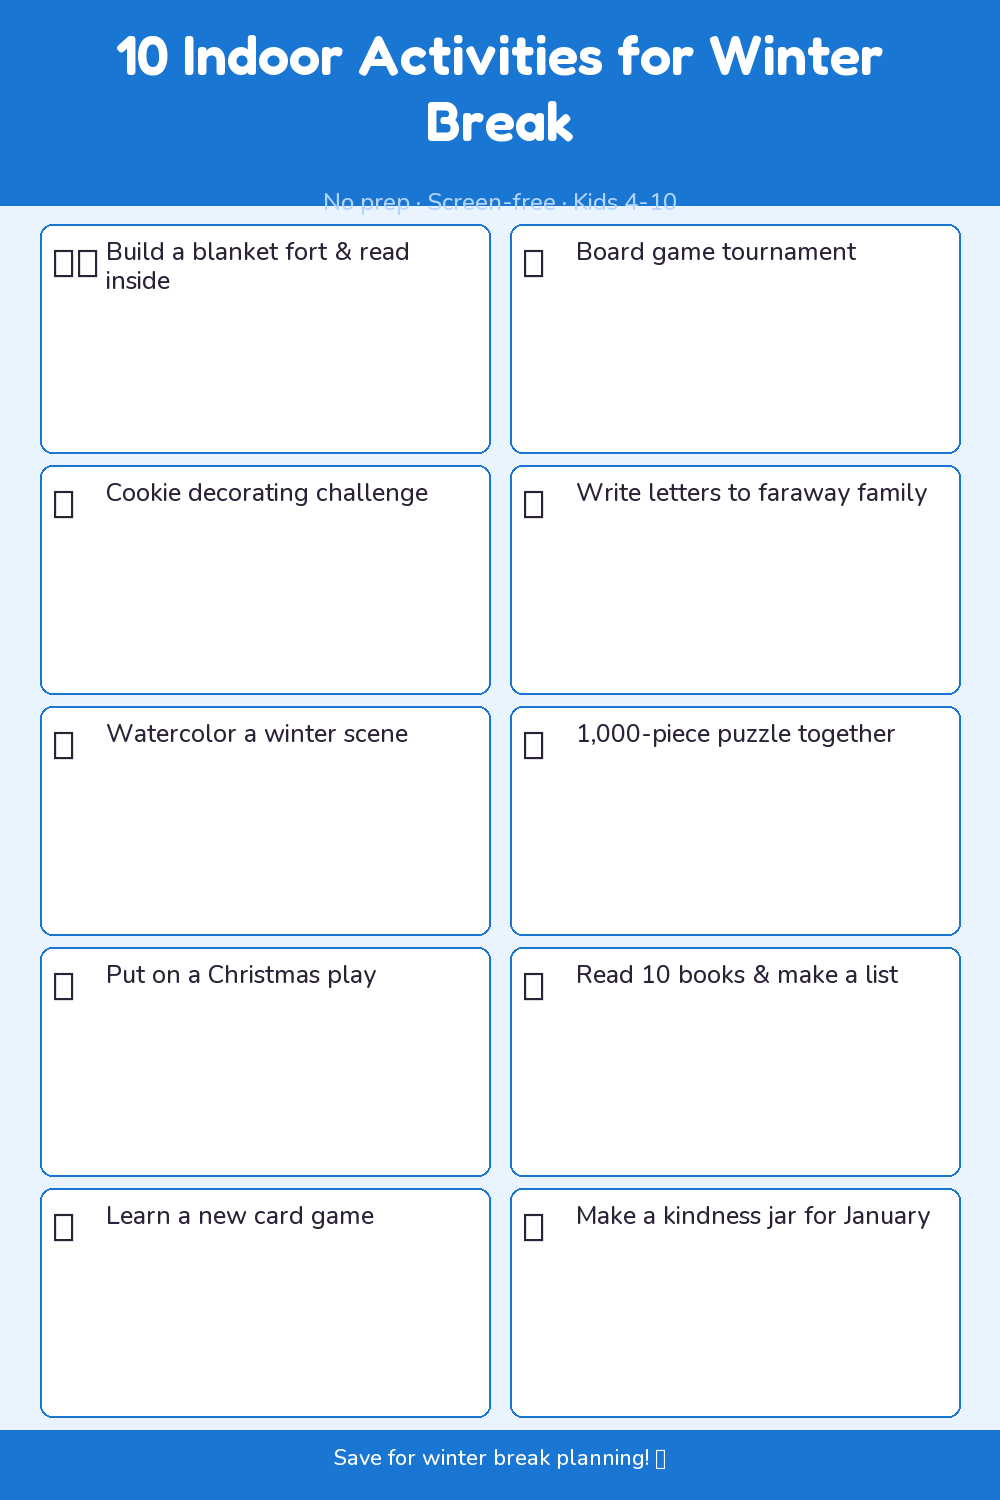 10 Indoor Activities for Winter
Break
No prep · Screen-free · Kids 4-10
Build a blanket fort & read
inside
Board game tournament
Cookie decorating challenge
Write letters to faraway family
Watercolor a winter scene
1,000-piece puzzle together
Put on a Christmas play
Read 10 books & make a list
Learn a new card game
Make a kindness jar for January
Save for winter break planning!